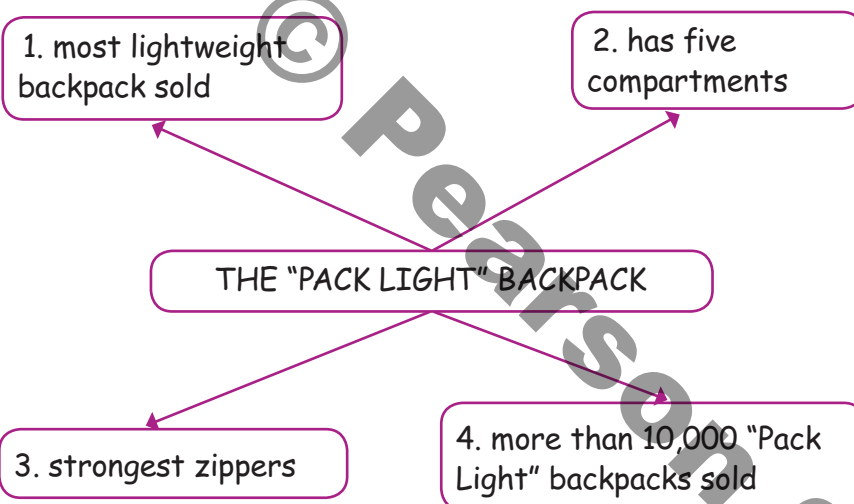 1. most lightweight
backpack sold
2. has five
compartments
THE “PACK LIGHT” BACKPACK
3. strongest zippers
4. more than 10,000 “Pack
Light” backpacks sold
© Pearson